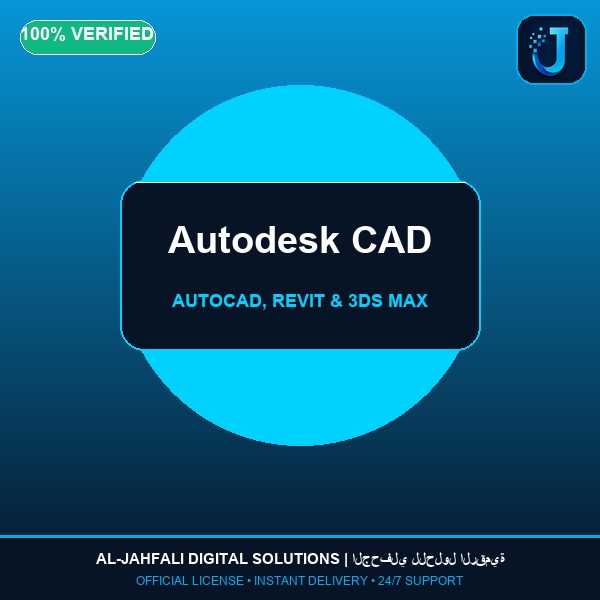 100% VERIFIED
Autodesk CAD
AUTOCAD, REVIT & 3DS MAX
AL-JAHFALI DIGITAL SOLUTIONS | الجحفلي للحلول الرقمية
OFFICIAL LICENSE • INSTANT DELIVERY • 24/7 SUPPORT